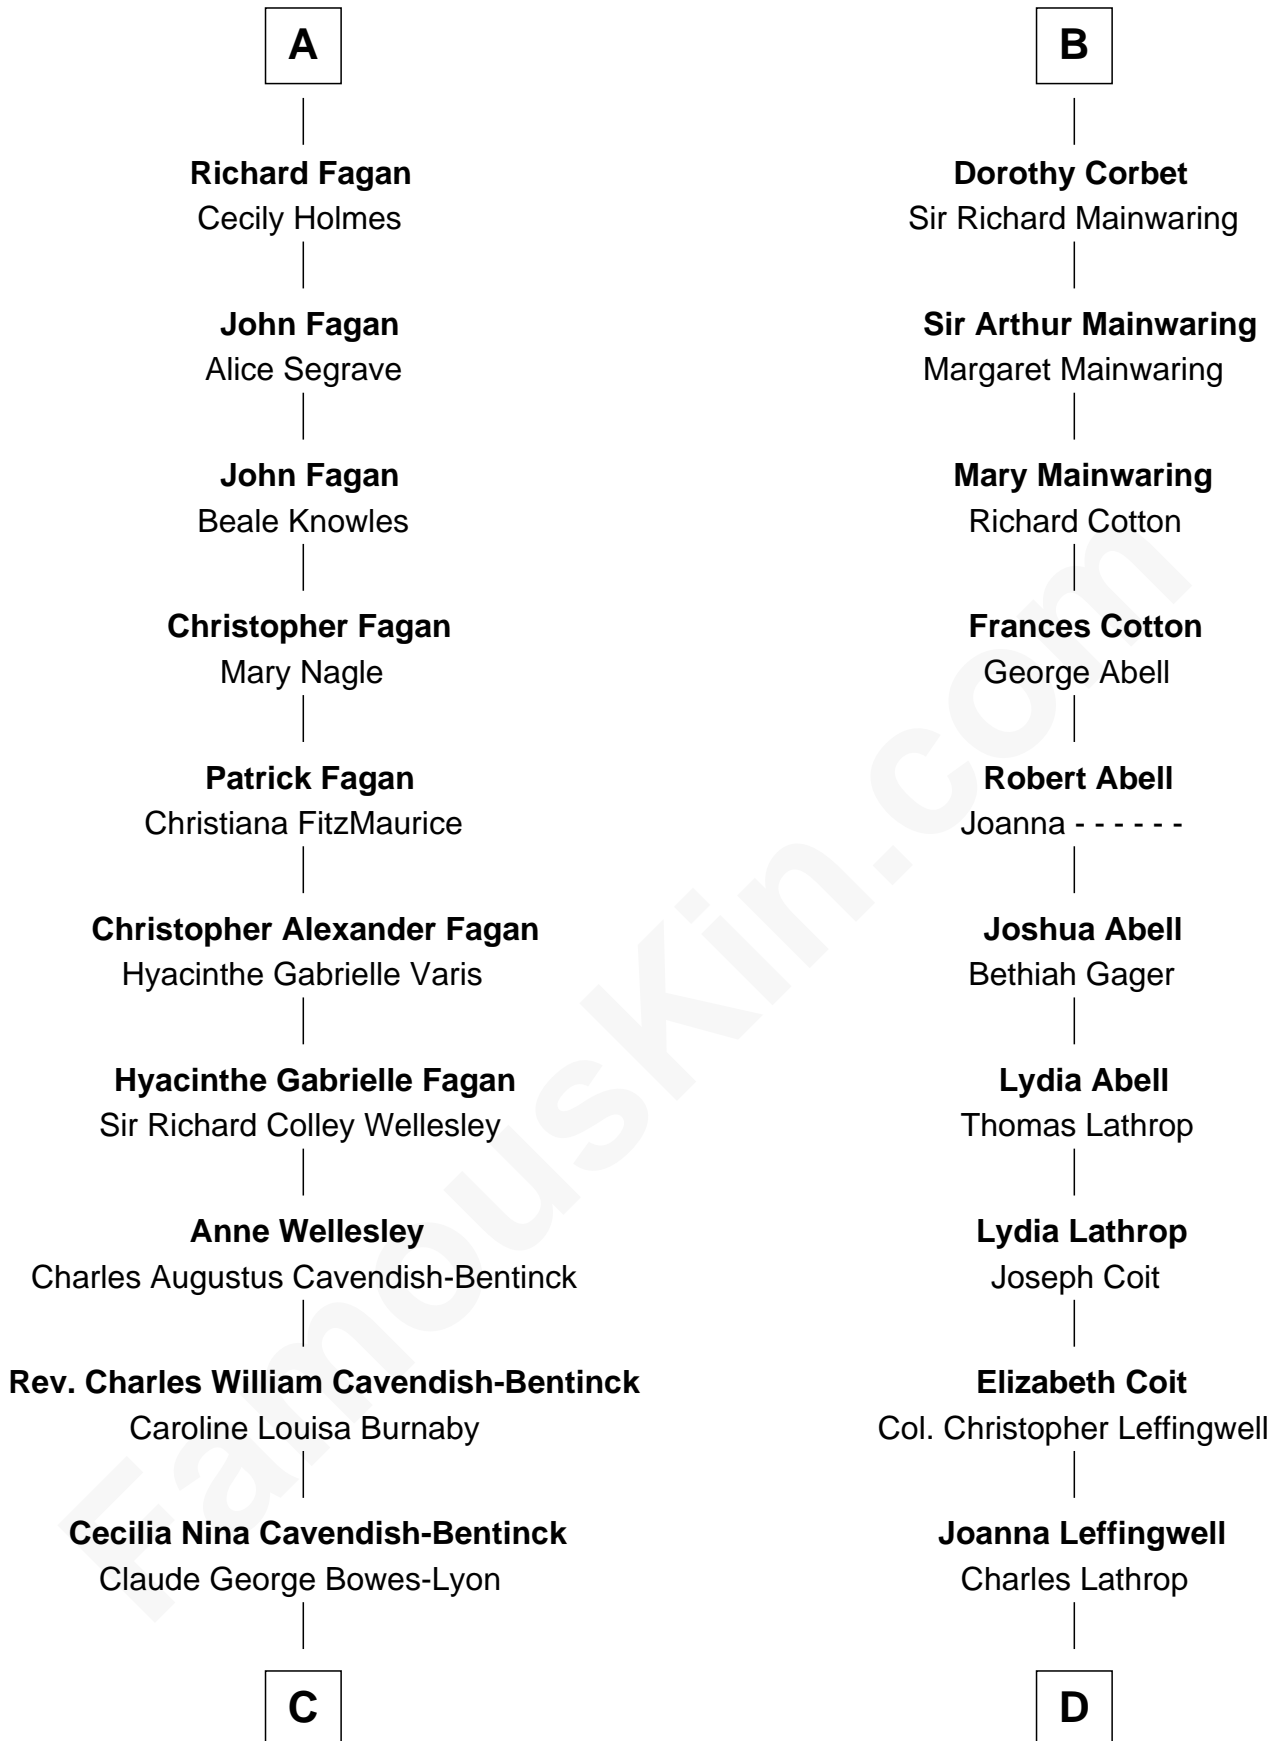 A
Richard Fagan
Cecily Holmes
John Fagan
Alice Segrave
John Fagan
Beale Knowles
Christopher Fagan
Mary Nagle
Patrick Fagan
Christiana FitzMaurice
Christopher Alexander Fagan
Hyacinthe Gabrielle Varis
Hyacinthe Gabrielle Fagan
Sir Richard Colley Wellesley
Anne Wellesley
Charles Augustus Cavendish-Bentinck
Rev. Charles William Cavendish-Bentinck
Caroline Louisa Burnaby
Cecilia Nina Cavendish-Bentinck
Claude George Bowes-Lyon
C
B
Dorothy Corbet
Sir Richard Mainwaring
Sir Arthur Mainwaring
Margaret Mainwaring
Mary Mainwaring
Richard Cotton
Frances Cotton
George Abell
Robert Abell
Joanna - - - - - -
Joshua Abell
Bethiah Gager
Lydia Abell
Thomas Lathrop
Lydia Lathrop
Joseph Coit
Elizabeth Coit
Col. Christopher Leffingwell
Joanna Leffingwell
Charles Lathrop
D
FamousKin.com